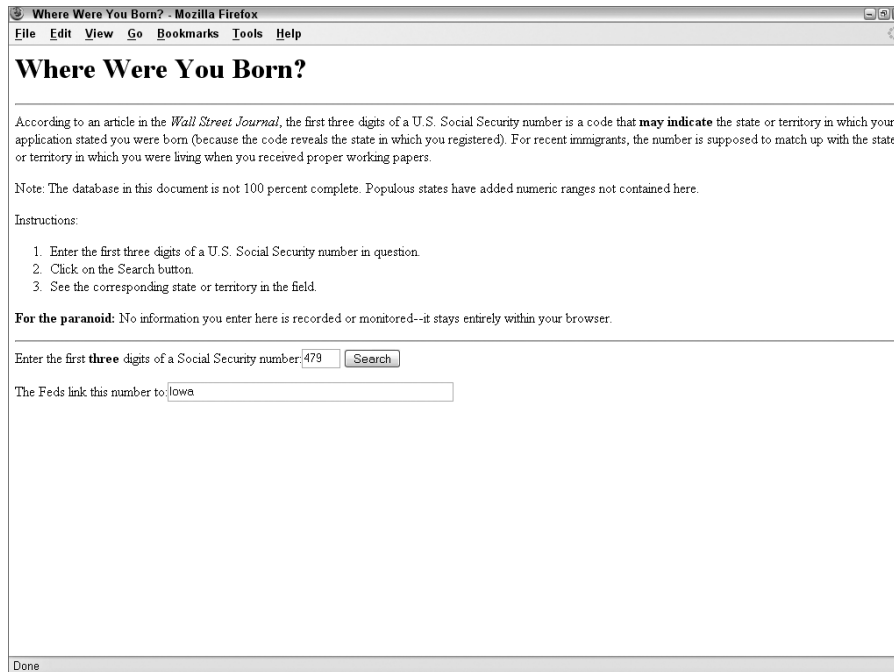 Where Were You Born? - Mozilla Firefox
File Edit View Go Bookmarks Tools Help
Where Were You Born?
According to an article in the Wall Street Journal, the first three digits of a U.S. Social Security number is a code that may indicate the state or territory in which your
application stated you were born (because the code reveals the state in which you registered). For recent immigrants, the number is supposed to match up with the state
or territory in which you were living when you received proper working papers.
Note: The database in this document is not 100 percent complete. Populous states have added numeric ranges not contained here.
Instructions:
1. Enter the first three digits of a U.S. Social Security number in question.
2. Click on the Search button.
3. See the corresponding state or territory in the field.
For the paranoid: No information you enter here is recorded or monitored--it stays entirely within your browser.
Enter the first three digits of a Social Security number: 479 Search
The Feds link this number to: Iowa
Done